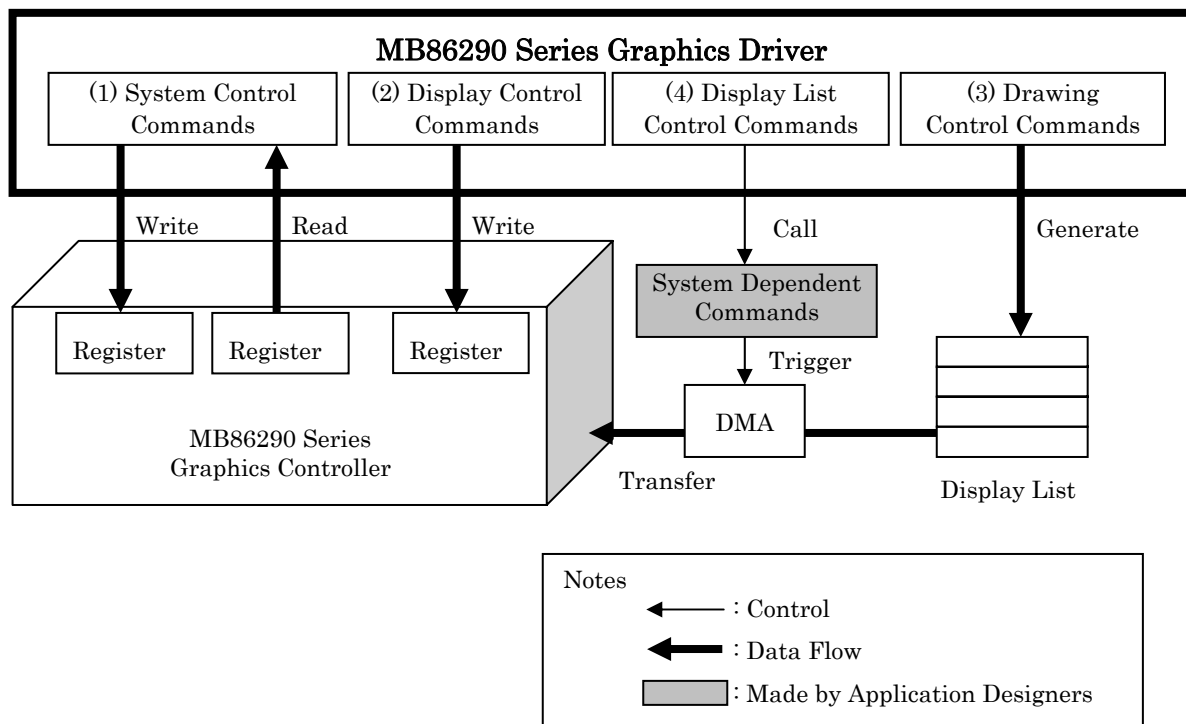 MB86290 Series Graphics Driver
(1) System Control
Commands
(2) Display Control
Commands
(4) Display List
Control Commands
(3) Drawing
Control Commands
Write
Read
Write
Call
Generate
System Dependent
Commands
Register
Register
Register
Trigger
DMA
MB86290 Series
Graphics Controller
Transfer
Display List
Notes
: Control
: Data Flow
: Made by Application Designers